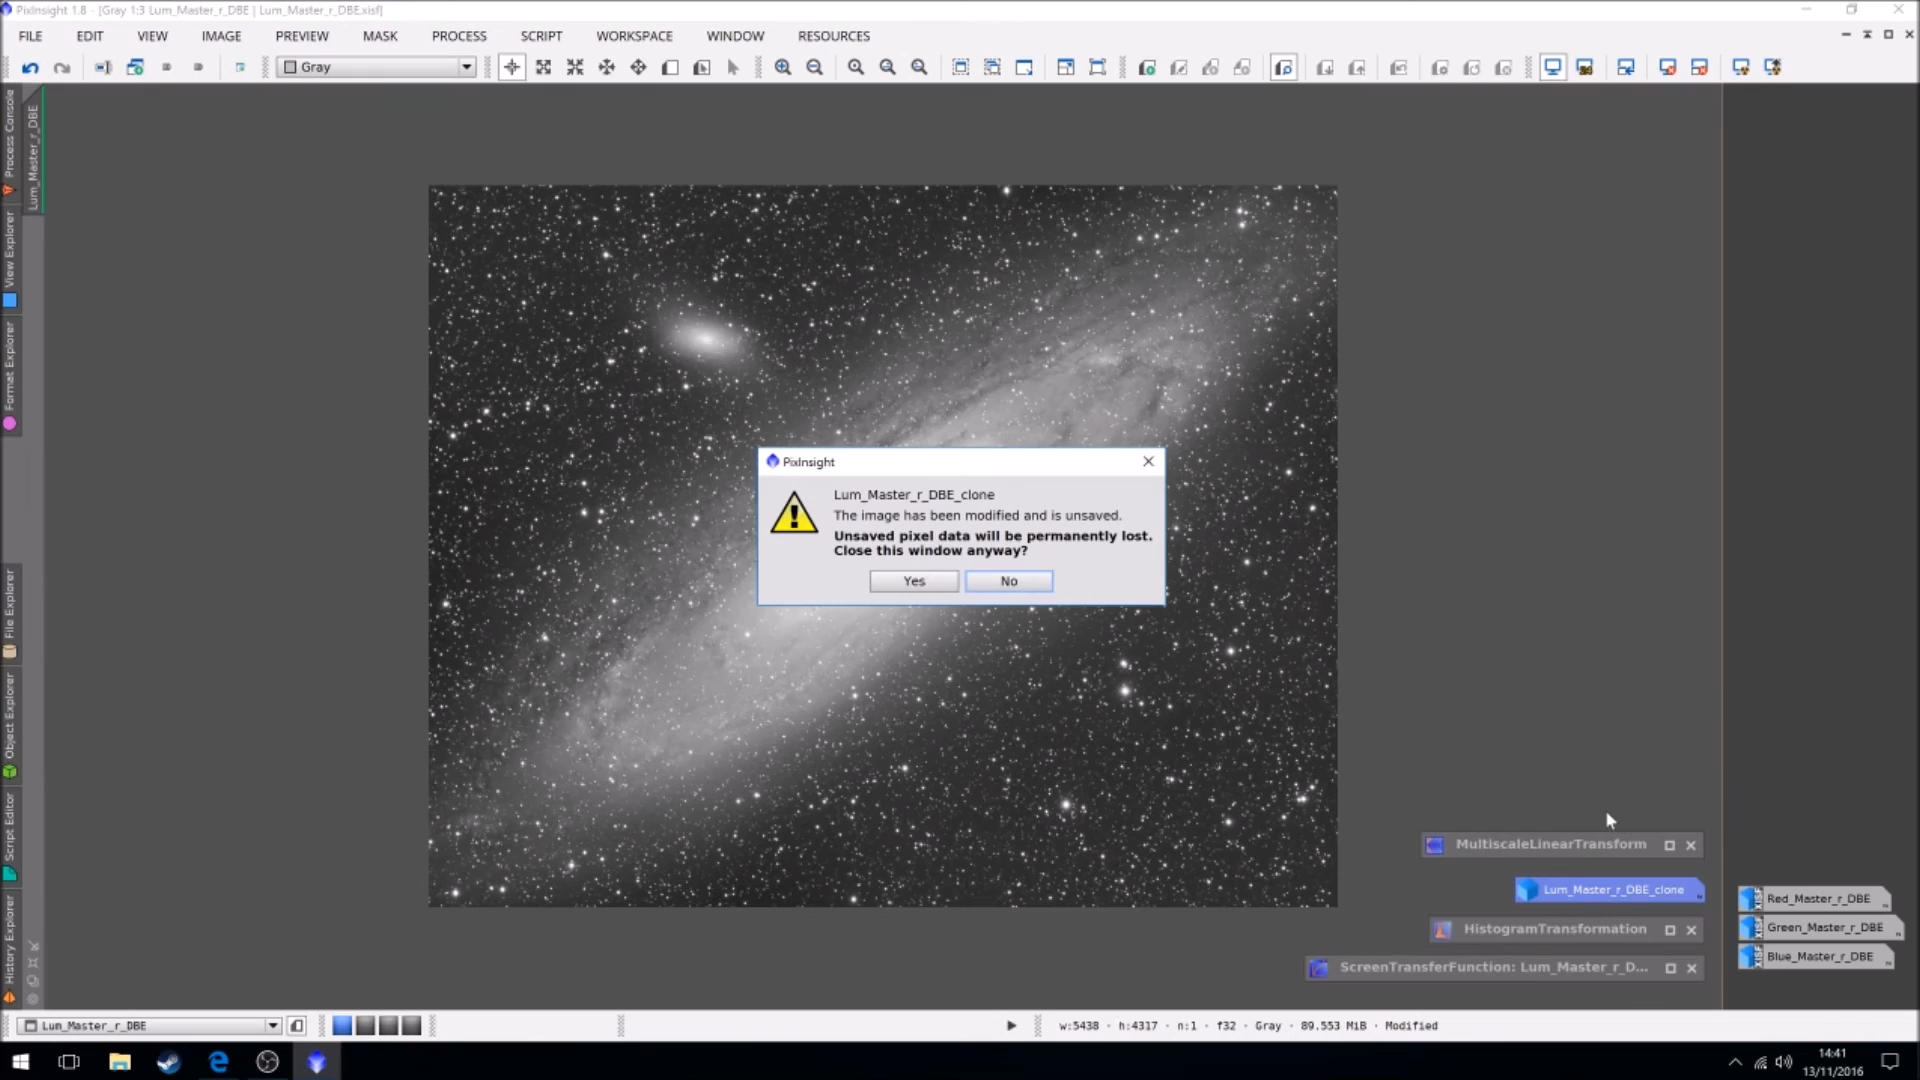 PixInsight 1.8 - [Gray 1:3 Lum_Master_r_DBE | Lum_Master_r_DBE.xisf]
FILE EDIT VIEW IMAGE PREVIEW MASK PROCESS SCRIPT WORKSPACE WINDOW RESOURCES
Gray
Process Console
View Explorer
Format Explorer
File Explorer
Object Explorer
Script Editor
History Explorer
Lum_Master_r_DBE
PixInsight
Lum_Master_r_DBE_clone
The image has been modified and is unsaved.
Unsaved pixel data will be permanently lost.
Close this window anyway?
Yes No
MultiscaleLinearTransform
Lum_Master_r_DBE_clone
HistogramTransformation
ScreenTransferFunction: Lum_Master_r_D...
XISF Red_Master_r_DBE
XISF Green_Master_r_DBE
XISF Blue_Master_r_DBE
Lum_Master_r_DBE
w:5438 · h:4317 · n:1 · f32 · Gray · 89.553 MiB · Modified
14:41
13/11/2016